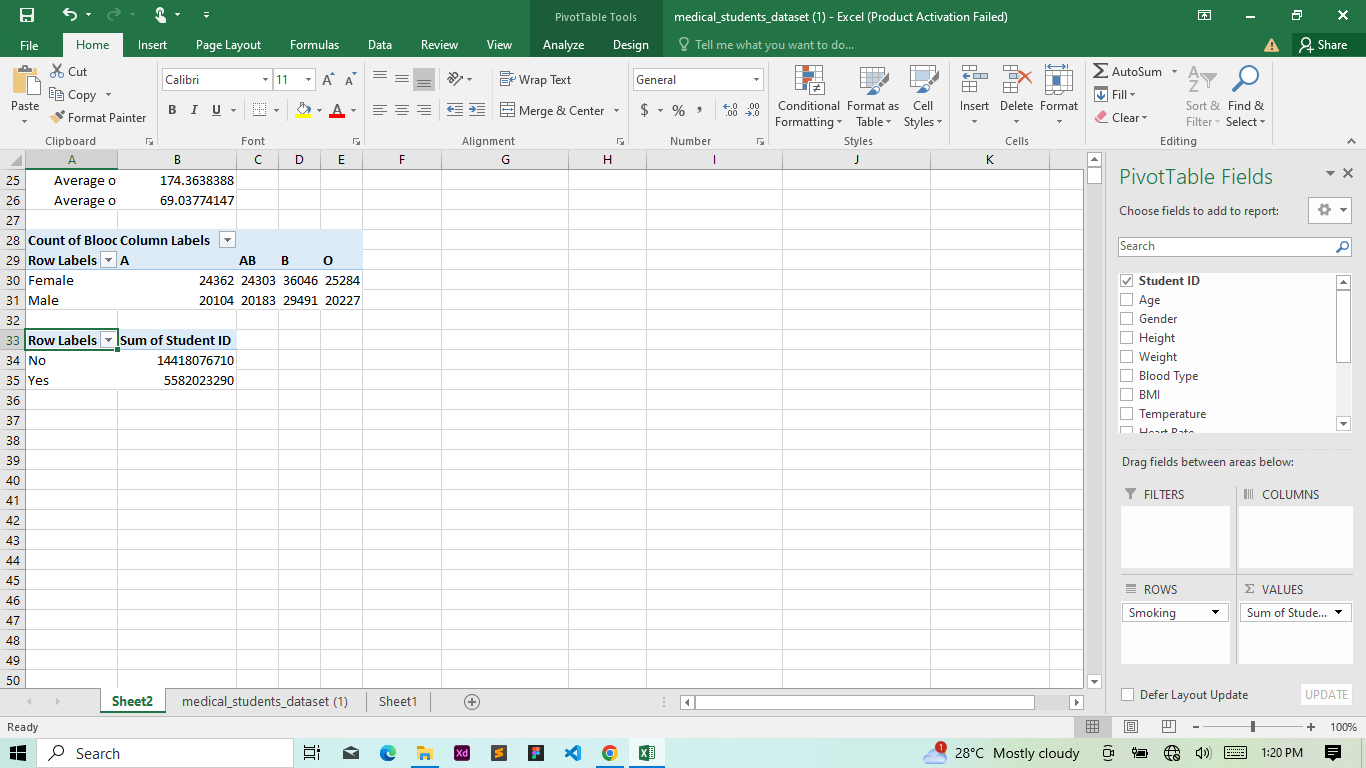 PivotTable Tools
medical_students_dataset (1) - Excel (Product Activation Failed)
File Home Insert Page Layout Formulas Data Review View Analyze Design Tell me what you want to do... Share
Paste
Cut
Copy
Format Painter
Clipboard
Calibri 11
B I U
Font
Wrap Text
Merge & Center
Alignment
General
$ % ,
Number
Conditional Formatting
Format as Table
Cell Styles
Styles
Insert Delete Format
Cells
AutoSum
Fill
Clear
Sort & Filter
Find & Select
Editing
A B C D E F G H I J K
25 Average o 174.3638388
26 Average o 69.03774147
27
28 Count of Blooc Column Labels
29 Row Labels A AB B O
30 Female 24362 24303 36046 25284
31 Male 20104 20183 29491 20227
32
33 Row Labels Sum of Student ID
34 No 14418076710
35 Yes 5582023290
36
37
38
39
40
41
42
43
44
45
46
47
48
49
50
PivotTable Fields
Choose fields to add to report:
Search
Student ID
Age
Gender
Height
Weight
Blood Type
BMI
Temperature
Heart Rate
Drag fields between areas below:
FILTERS
COLUMNS
ROWS
Smoking
VALUES
Sum of Stude...
Defer Layout Update
UPDATE
Sheet2 medical_students_dataset (1) Sheet1
Ready
100%
Search
Xd
1
28°C Mostly cloudy
1:20 PM